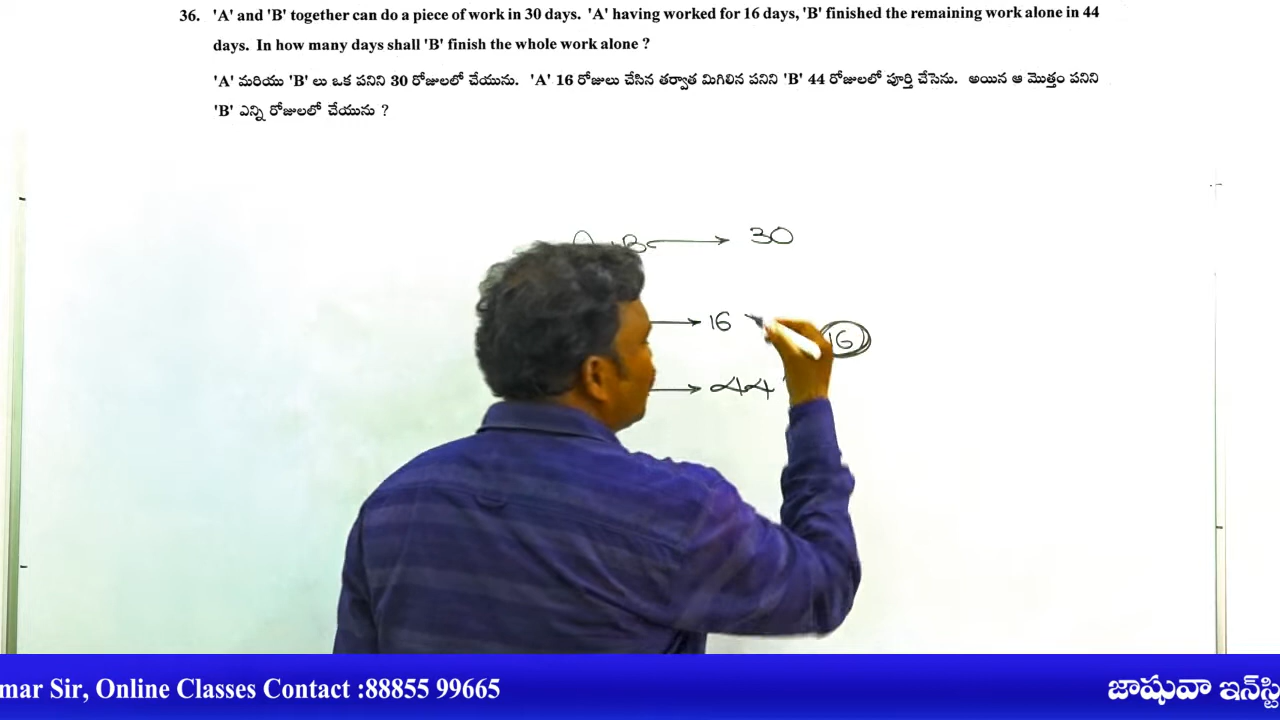 36. 'A' and 'B' together can do a piece of work in 30 days. 'A' having worked for 16 days, 'B' finished the remaining work alone in 44
days. In how many days shall 'B' finish the whole work alone ?
'A' మరియు 'B' లు ఒక పనిని 30 రోజులలో చేయును. 'A' 16 రోజులు చేసిన తర్వాత మిగిలిన పనిని 'B' 44 రోజులలో పూర్తి చేసెను. అయిన ఆ మొత్తం పనిని
'B' ఎన్ని రోజులలో చేయును ?
B → 30
→ 16 16
→ 44
mar Sir, Online Classes Contact :88855 99665
జాషువా